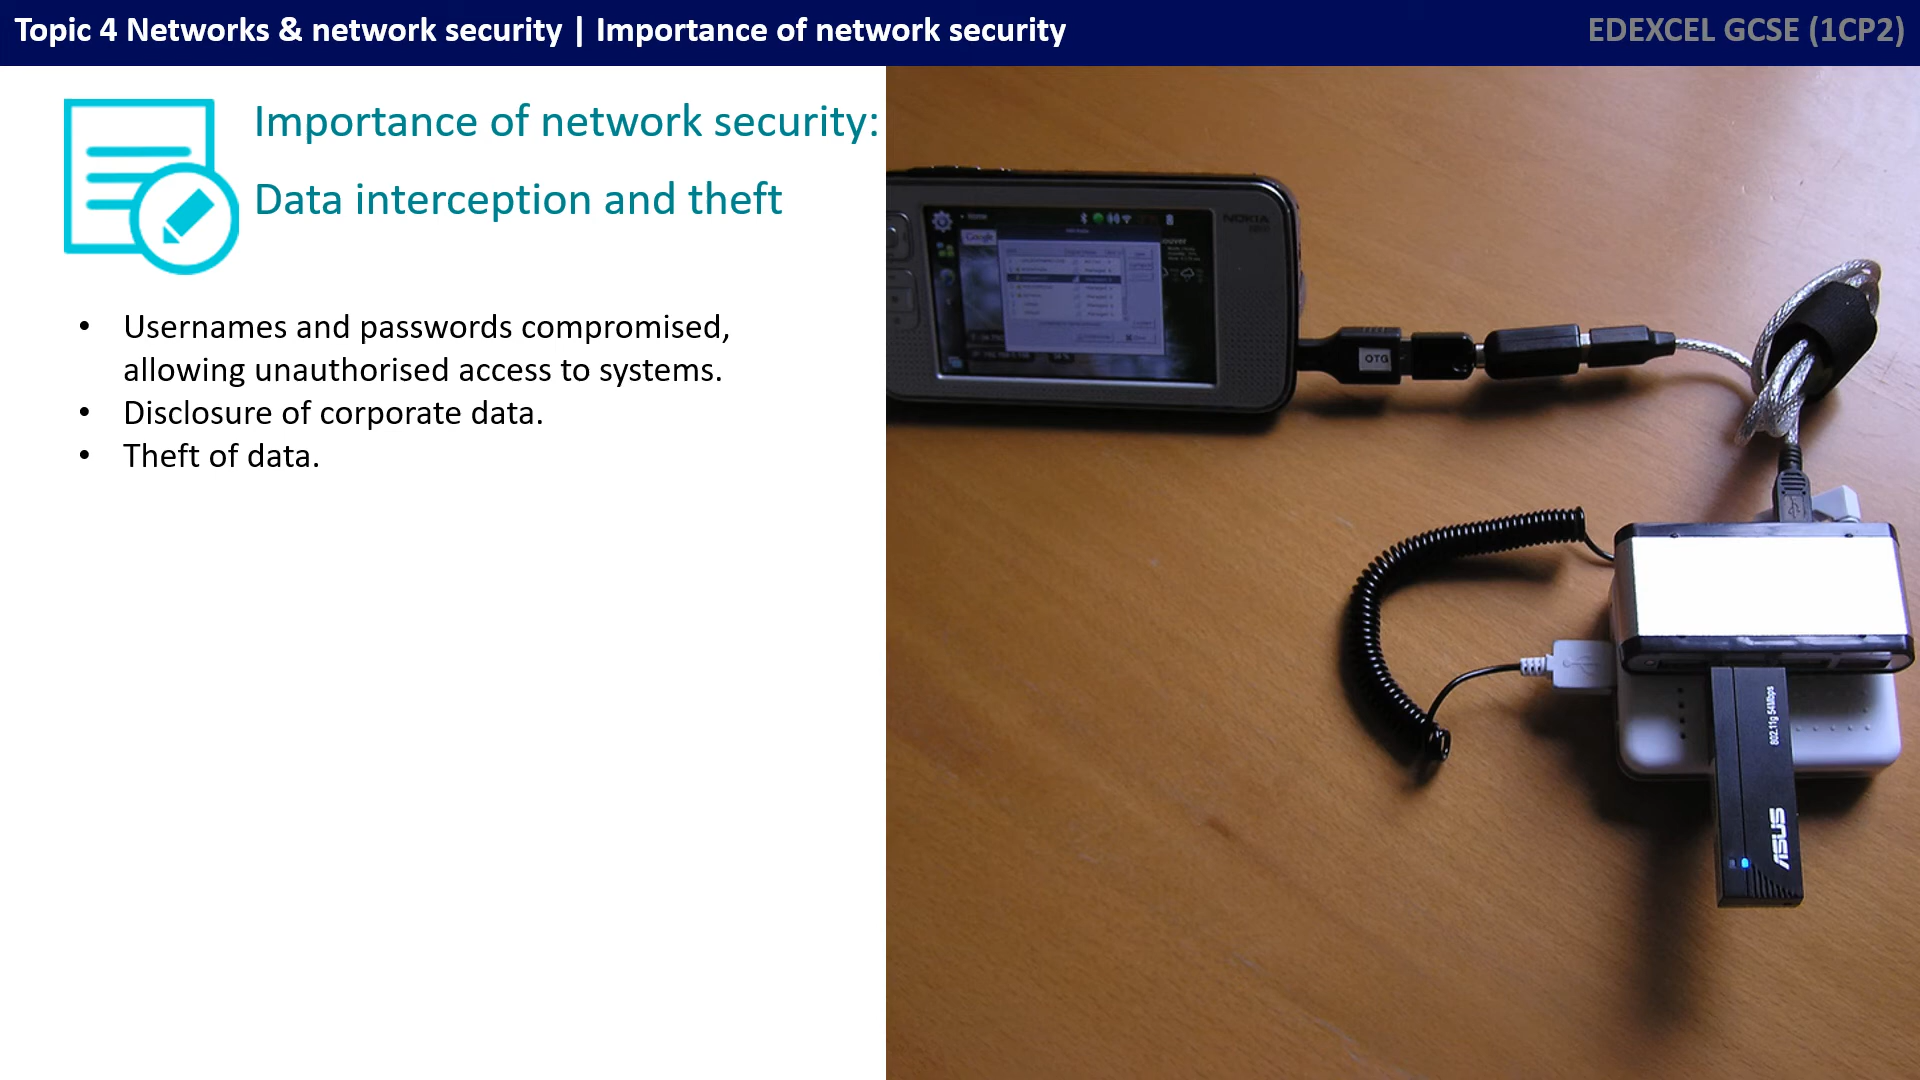 Topic 4 Networks & network security | Importance of network security
EDEXCEL GCSE (1CP2)
Importance of network security:
Data interception and theft
• Usernames and passwords compromised,
allowing unauthorised access to systems.
• Disclosure of corporate data.
• Theft of data.
NOKIA
Google
OTG
802.11g 54Mbps
ASUS